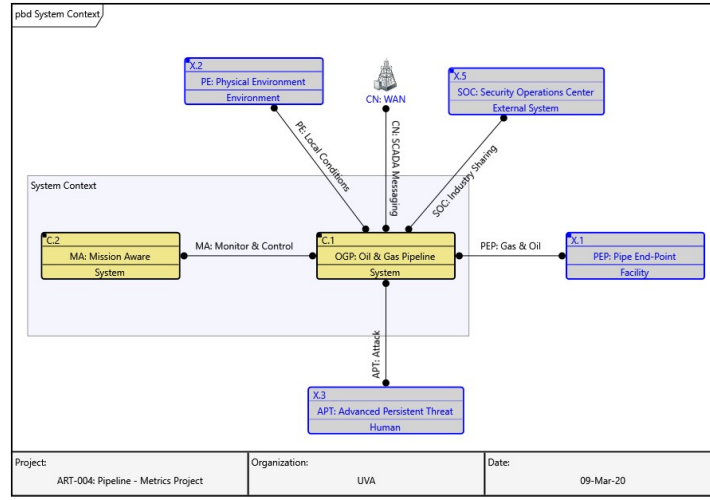 pbd System Context
X.2
PE: Physical Environment
Environment
CN: WAN
X.5
SOC: Security Operations Center
External System
PE: Local Conditions
CN: SCADA Messaging
SOC: Industry Sharing
System Context
C.2
MA: Mission Aware
System
MA: Monitor & Control
C.1
OGP: Oil & Gas Pipeline
System
PEP: Gas & Oil
X.1
PEP: Pipe End-Point
Facility
APT: Attack
X.3
APT: Advanced Persistent Threat
Human
Project:
ART-004: Pipeline - Metrics Project
Organization:
UVA
Date:
09-Mar-20